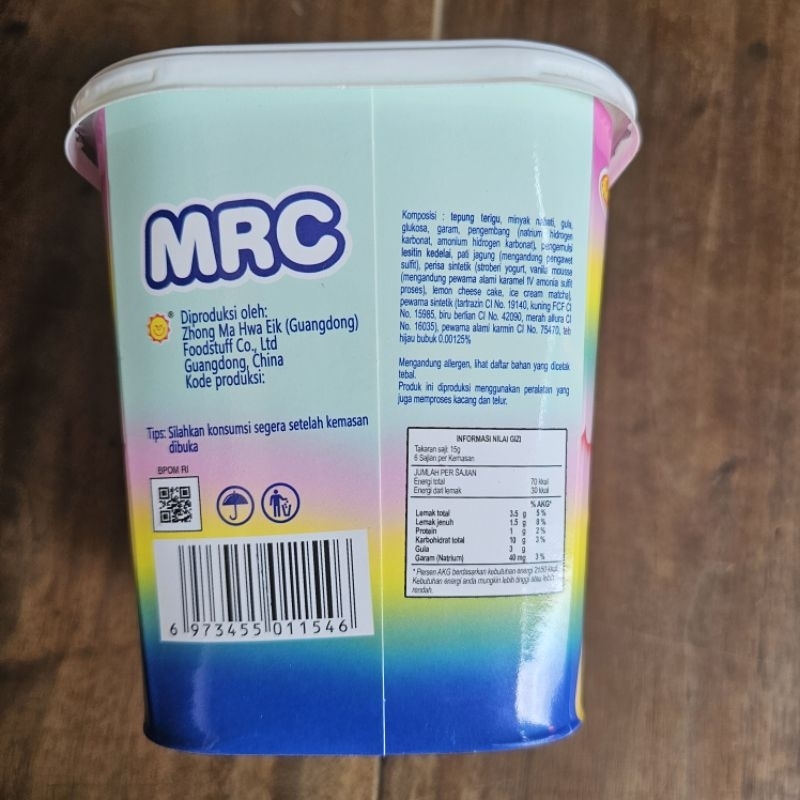 MRC
®
Diproduksi oleh:
Zhong Ma Hwa Eik (Guangdong)
Foodstuff Co., Ltd
Guangdong, China
Kode produksi:
Tips: Silahkan konsumsi segera setelah kemasan
dibuka
BPOM RI
6 973455 011546
Komposisi : tepung terigu, minyak nabati, gula,
glukosa, garam, pengembang (natrium hidrogen
karbonat, amonium hidrogen karbonat), pengemulsi
lesitin kedelai, pati jagung (mengandung pengawet
sulfit), perisa sintetik (stroberi yogurt, vanila mousse
(mengandung pewarna alami karamel IV amonia sulfit
proses), lemon cheese cake, ice cream matcha),
pewarna sintetik (tartrazin CI No. 19140, kuning FCF CI
No. 15985, biru berlian CI No. 42090, merah allura CI
No. 16035), pewarna alami karmin CI No. 75470, teh
hijau bubuk 0.00125%
Mengandung allergen, lihat daftar bahan yang dicetak
tebal.
Produk ini diproduksi menggunakan peralatan yang
juga memproses kacang dan telur.
INFORMASI NILAI GIZI
Takaran saji: 15g
6 Sajian per Kemasan
JUMLAH PER SAJIAN
Energi total 70 kkal
Energi dari lemak 30 kkal
% AKG*
Lemak total 3.5 g 5 %
Lemak jenuh 1.5 g 8 %
Protein 1 g 2 %
Karbohidrat total 10 g 3 %
Gula 3 g
Garam (Natrium) 40 mg 3 %
* Persen AKG berdasarkan kebutuhan energi 2150 kkal.
Kebutuhan energi anda mungkin lebih tinggi atau lebih
rendah.